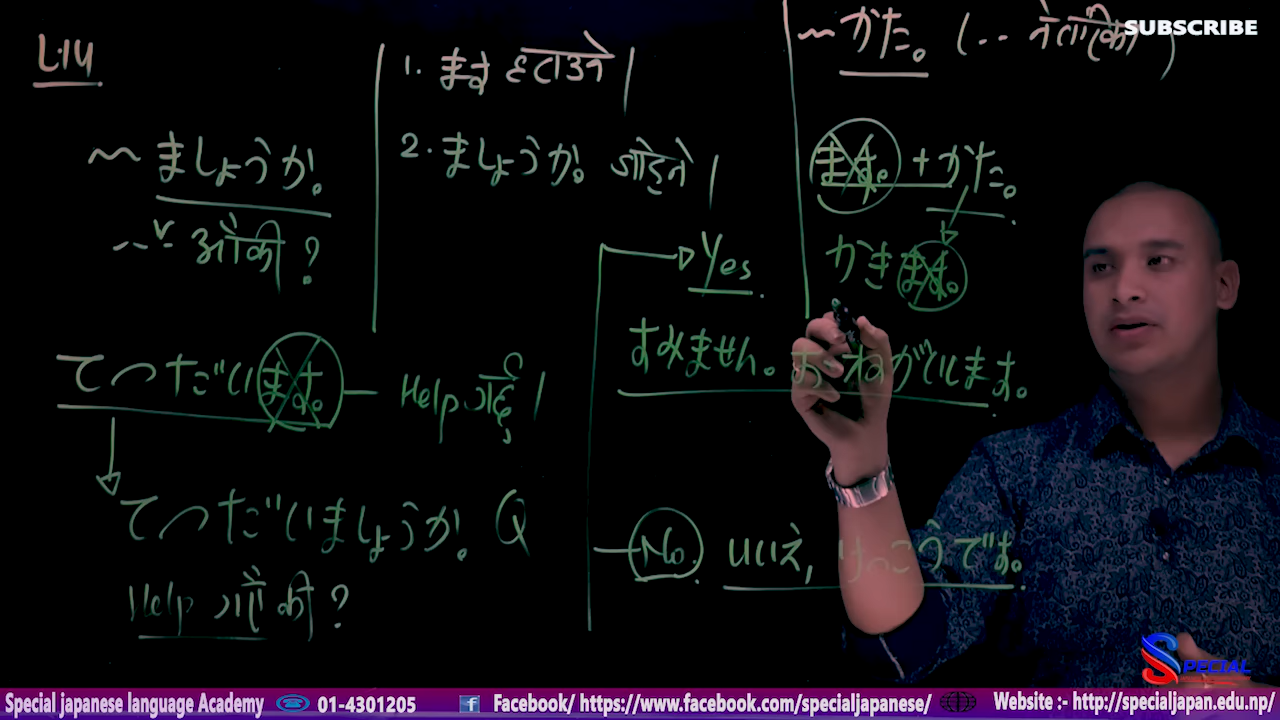 L.14
〜ましょうか。
1. ます हटाउने।
2. ましょうか。 जोड्ने।
てつだいます。 — Help गर्छु।
てつだいましょうか。 Q
Help गरौं की ?
Yes.
すみません。おねがいします。
No. いいえ, けっこうです。
〜かた。
ます。+かた。
かきます。
SUBSCRIBE
SPECIAL
Special japanese language Academy 01-4301205 Facebook/ https://www.facebook.com/specialjapanese/ Website :- http://specialjapan.edu.np/